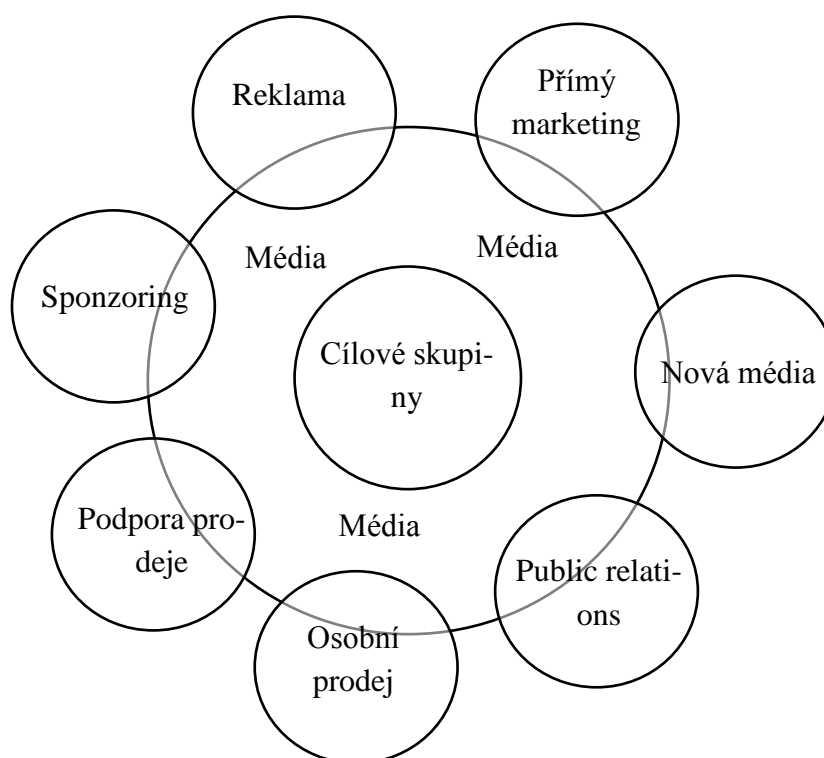 Reklama
Přímý
marketing
Média
Média
Sponzoring
Cílové skupi-
ny
Nová média
Podpora pro-
deje
Média
Public relati-
ons
Osobní
prodej